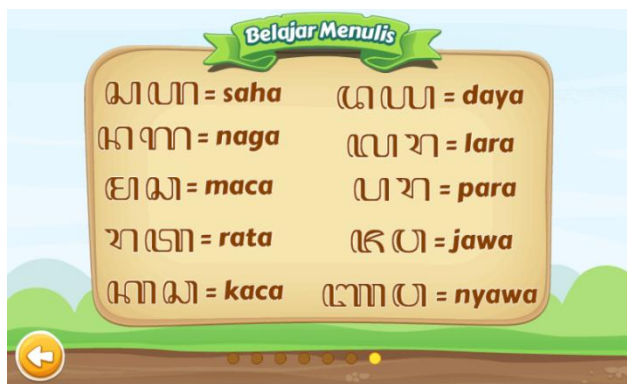 Belajar Menulis
ꦱꦲ = saha
ꦤꦒ = naga
ꦩꦕ = maca
ꦫꦠ = rata
ꦏꦕ = kaca
ꦢꦪ = daya
ꦭꦫ = lara
ꦥꦫ = para
ꦗꦮ = jawa
ꦚꦮ = nyawa